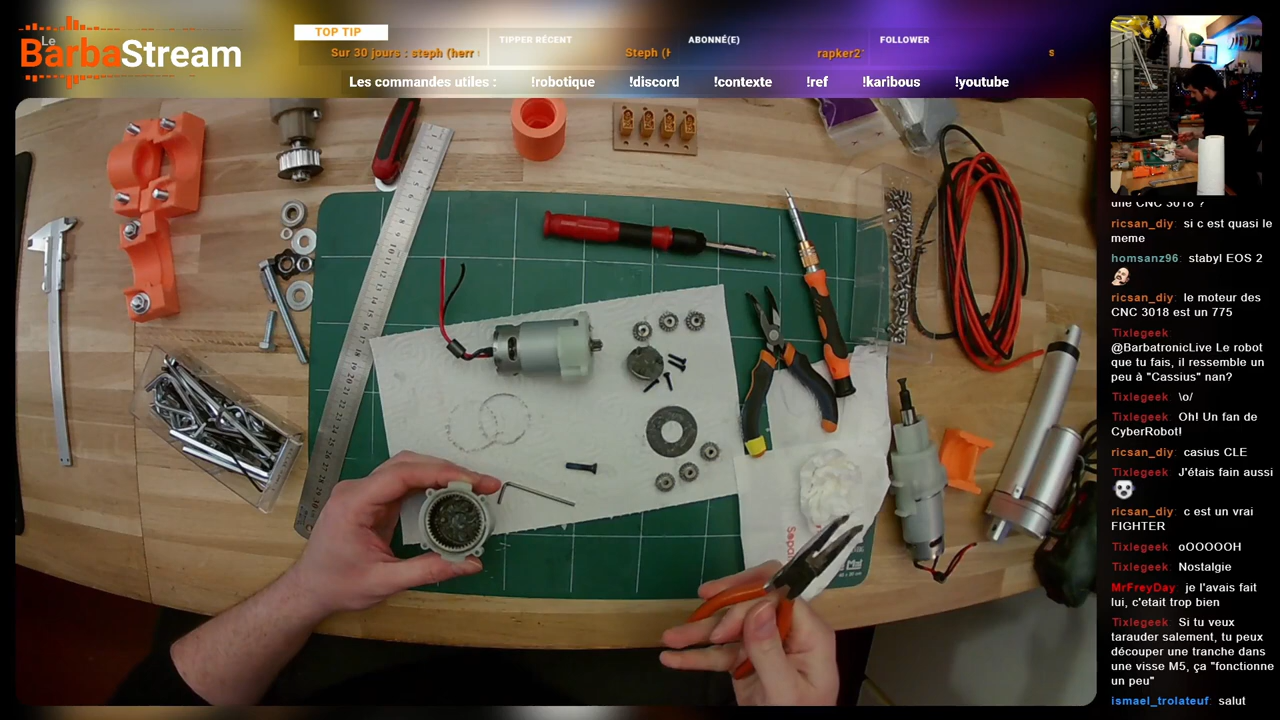 Le
BarbaStream
TOP TIP
Sur 30 jours : steph (herr
TIPPER RÉCENT
Steph (H
ABONNÉ(E)
rapker2
FOLLOWER
s
Les commandes utiles : !robotique !discord !contexte !ref !karibous !youtube
une CNC 3018 ?
ricsan_diy: si c est quasi le
meme
homsanz96: stabyl EOS 2
ricsan_diy: le moteur des
CNC 3018 est un 775
Tixlegeek:
@BarbatronicLive Le robot
que tu fais, il ressemble un
peu à "Cassius" nan?
Tixlegeek: \o/
Tixlegeek: Oh! Un fan de
CyberRobot!
ricsan_diy: casius CLE
Tixlegeek: J'étais fain aussi
ricsan_diy: c est un vrai
FIGHTER
Tixlegeek: oOOOOOH
Tixlegeek: Nostalgie
MrFreyDay: je l'avais fait
lui, c'etait trop bien
Tixlegeek: Si tu veux
tarauder salement, tu peux
découper une tranche dans
une visse M5, ça "fonctionne
un peu"
ismael_trolateuf: salut